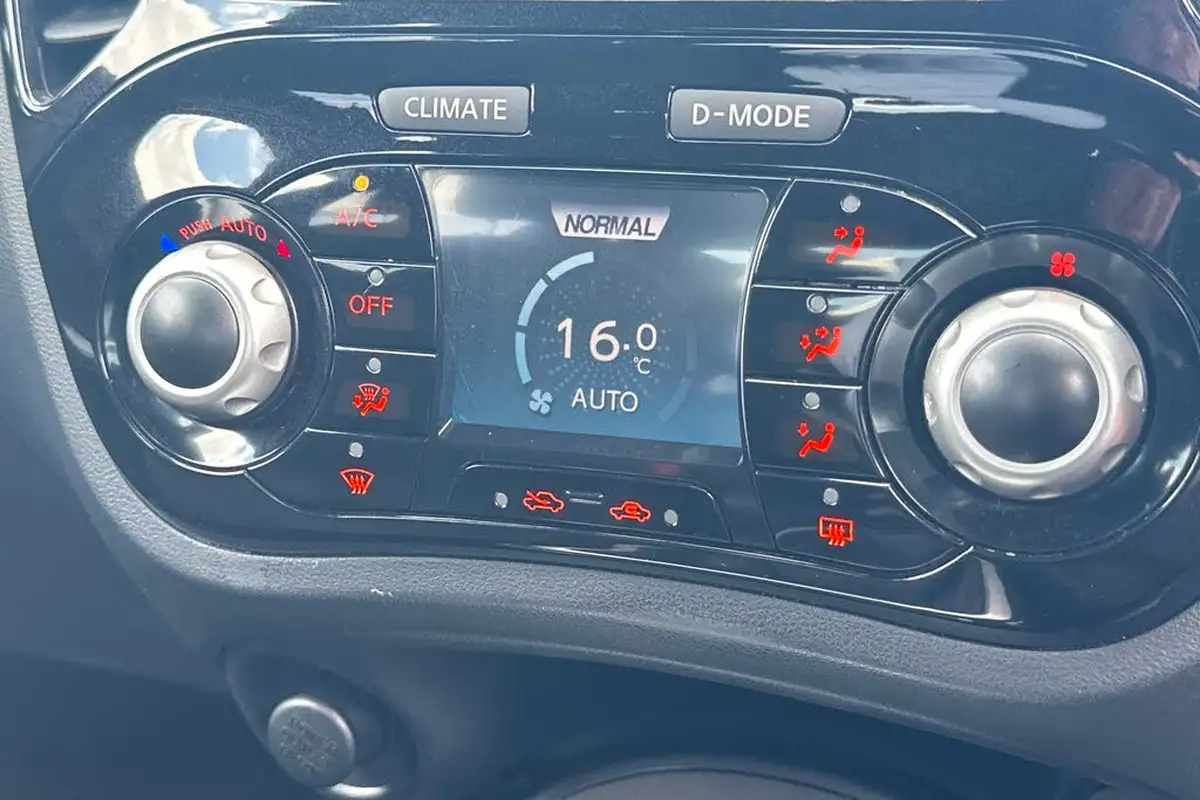 CLIMATE
D-MODE
PUSH AUTO
A/C
OFF
NORMAL
16.0
°C
AUTO